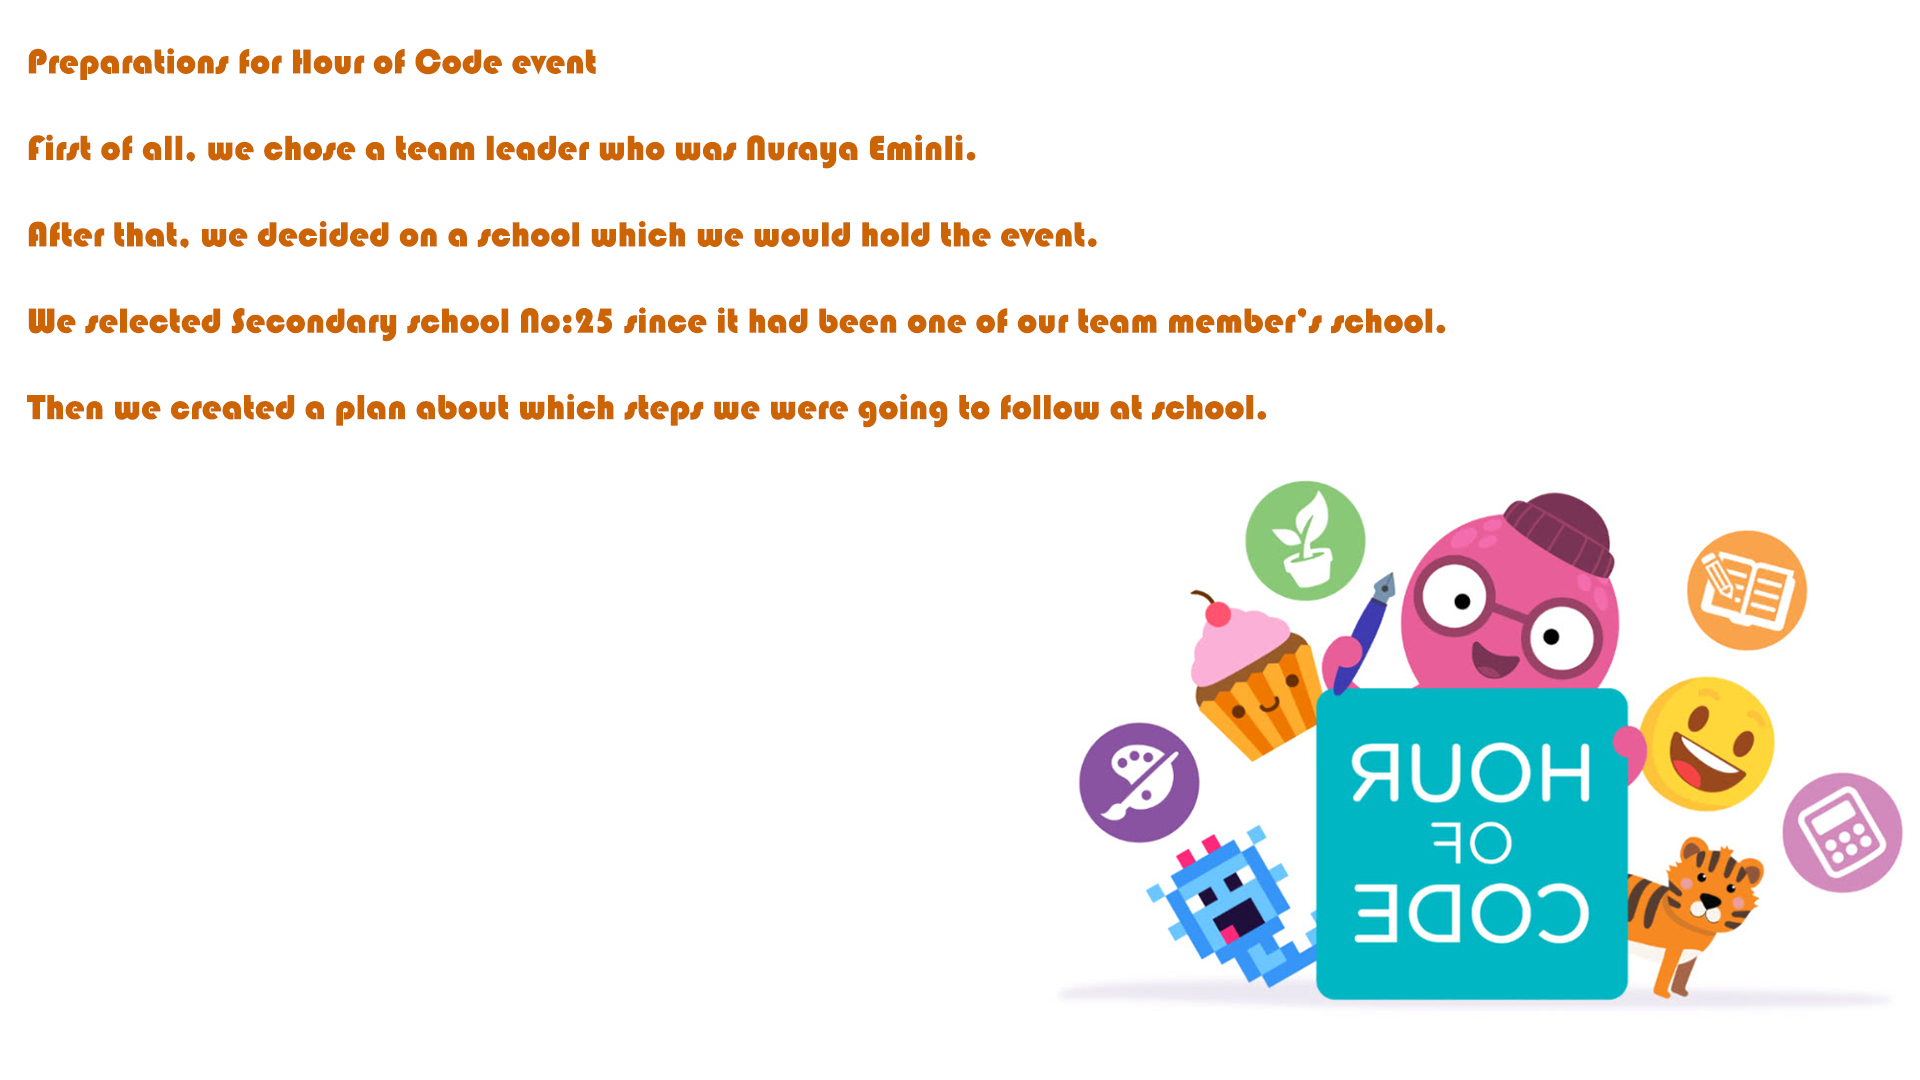 Preparations for Hour of Code event
First of all, we chose a team leader who was Nuraya Eminli.
After that, we decided on a school which we would hold the event.
We selected Secondary school No:25 since it had been one of our team member's school.
Then we created a plan about which steps we were going to follow at school.
HOUR
OF
CODE